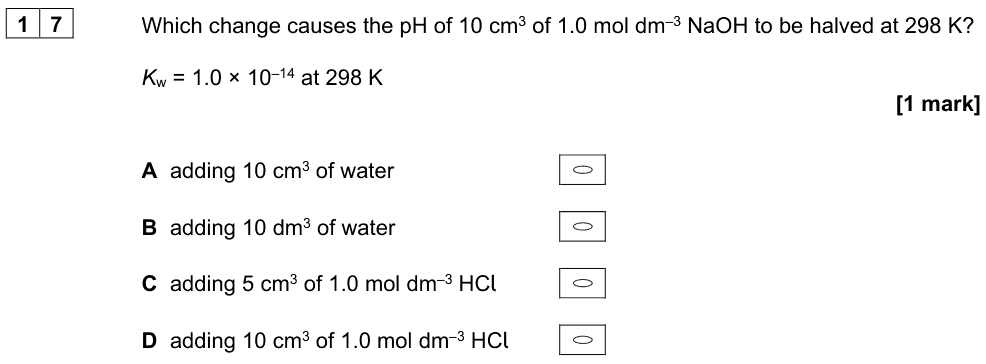 1 7 Which change causes the pH of 10 cm³ of 1.0 mol dm⁻³ NaOH to be halved at 298 K?
Kw = 1.0 × 10⁻¹⁴ at 298 K
[1 mark]
A adding 10 cm³ of water
B adding 10 dm³ of water
C adding 5 cm³ of 1.0 mol dm⁻³ HCl
D adding 10 cm³ of 1.0 mol dm⁻³ HCl